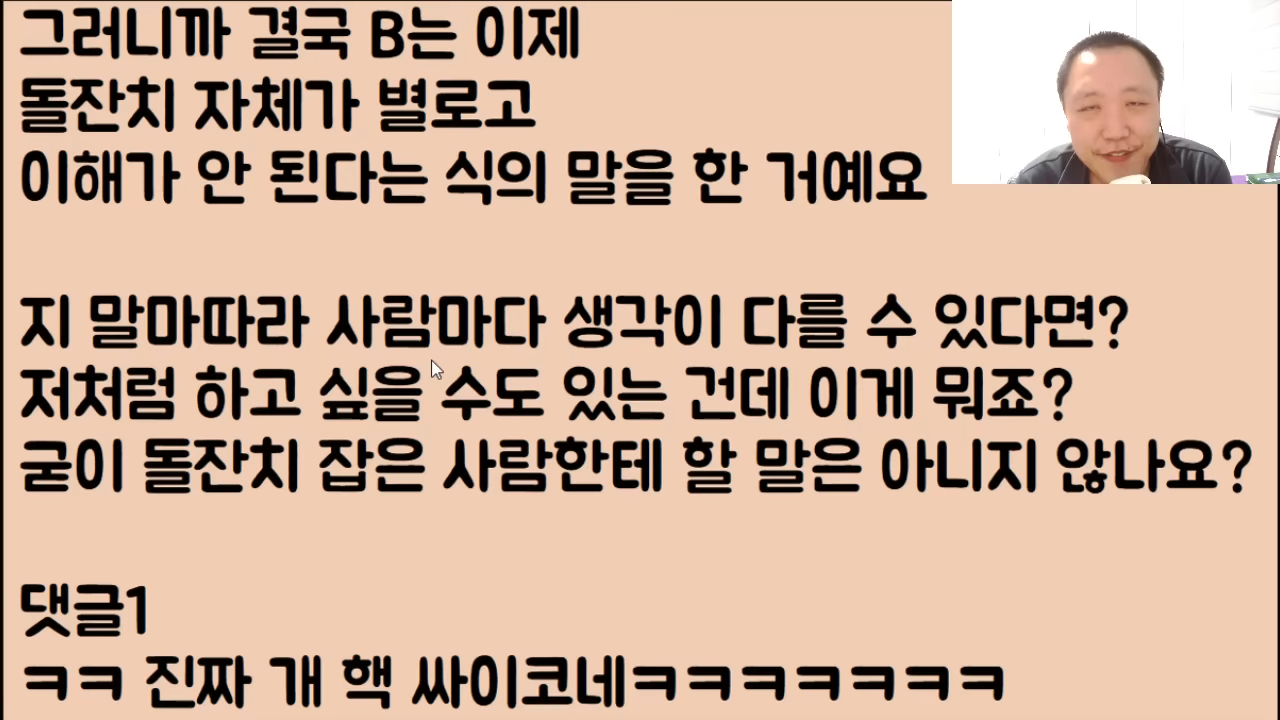 그러니까 결국 B는 이제
돌잔치 자체가 별로고
이해가 안 된다는 식의 말을 한 거예요
지 말마따라 사람마다 생각이 다를 수 있다면?
저처럼 하고 싶을 수도 있는 건데 이게 뭐죠?
굳이 돌잔치 잡은 사람한테 할 말은 아니지 않나요?
댓글1
ㅋㅋ 진짜 개 핵 싸이코네ㅋㅋㅋㅋㅋㅋㅋ